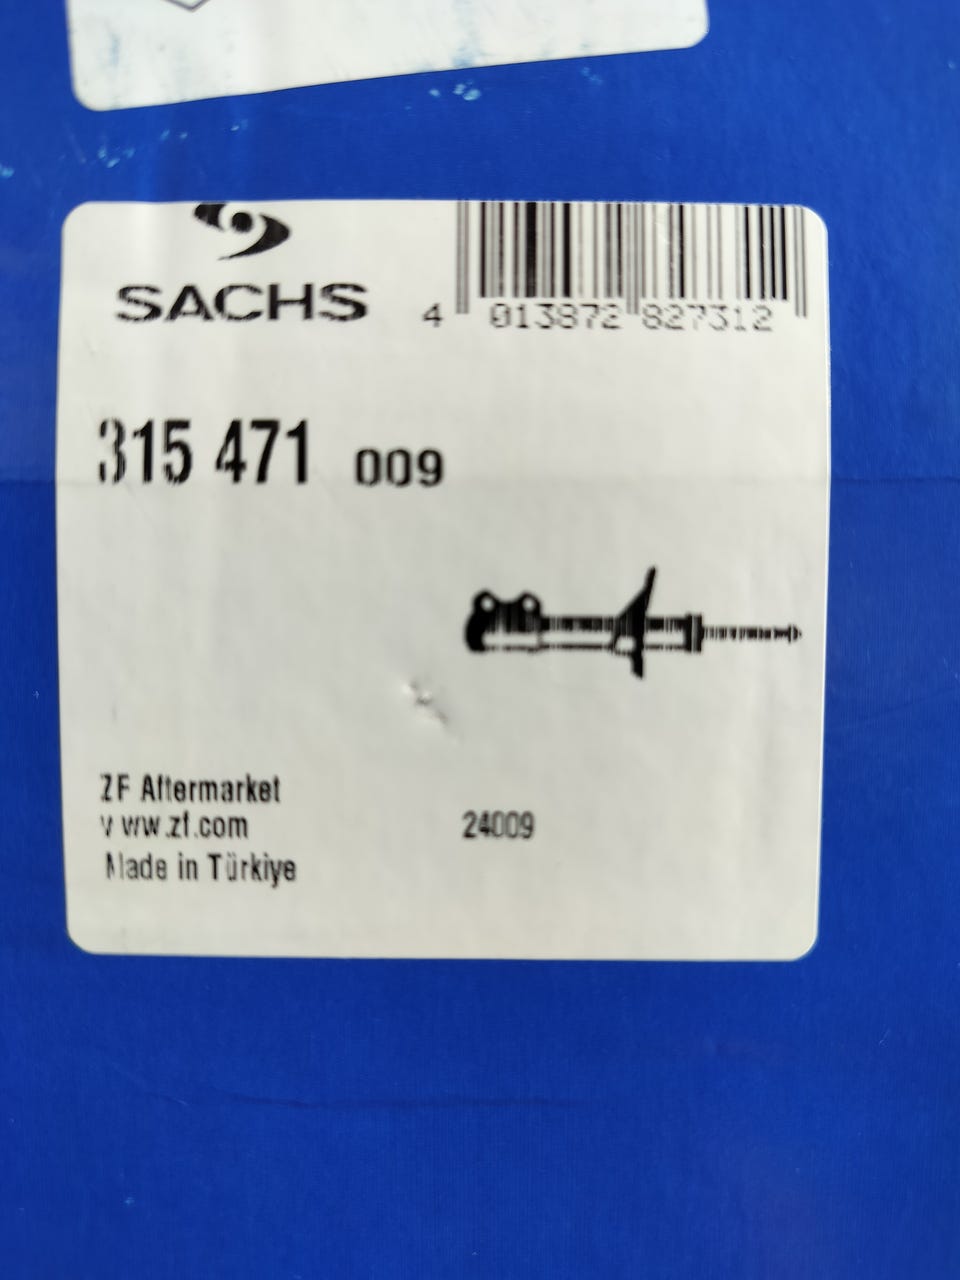 SACHS
4 013872 827312
315 471 009
ZF Aftermarket
www.zf.com
24009
Made in Türkiye